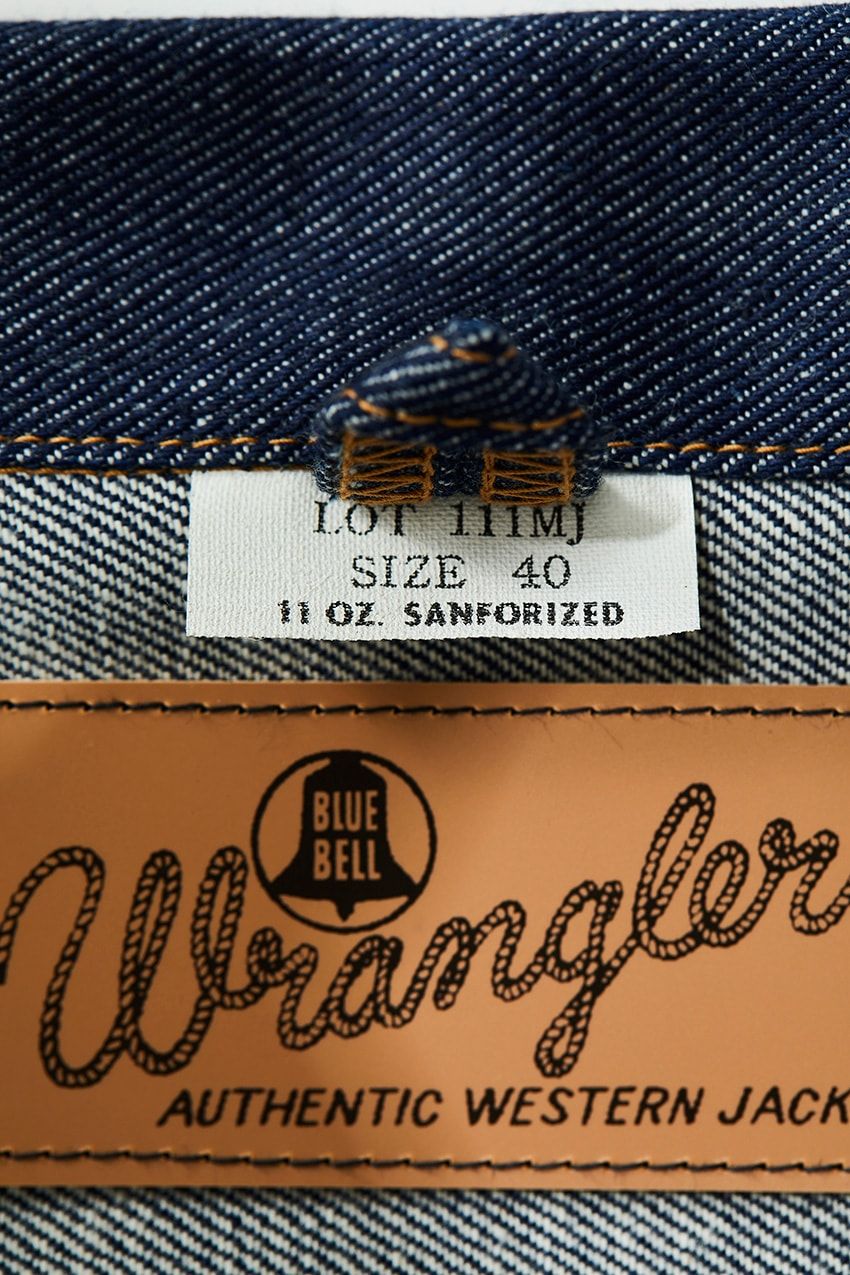 LOT 111MJ
SIZE 40
11 OZ. SANFORIZED
BLUE
BELL
Wrangler
AUTHENTIC WESTERN JACK